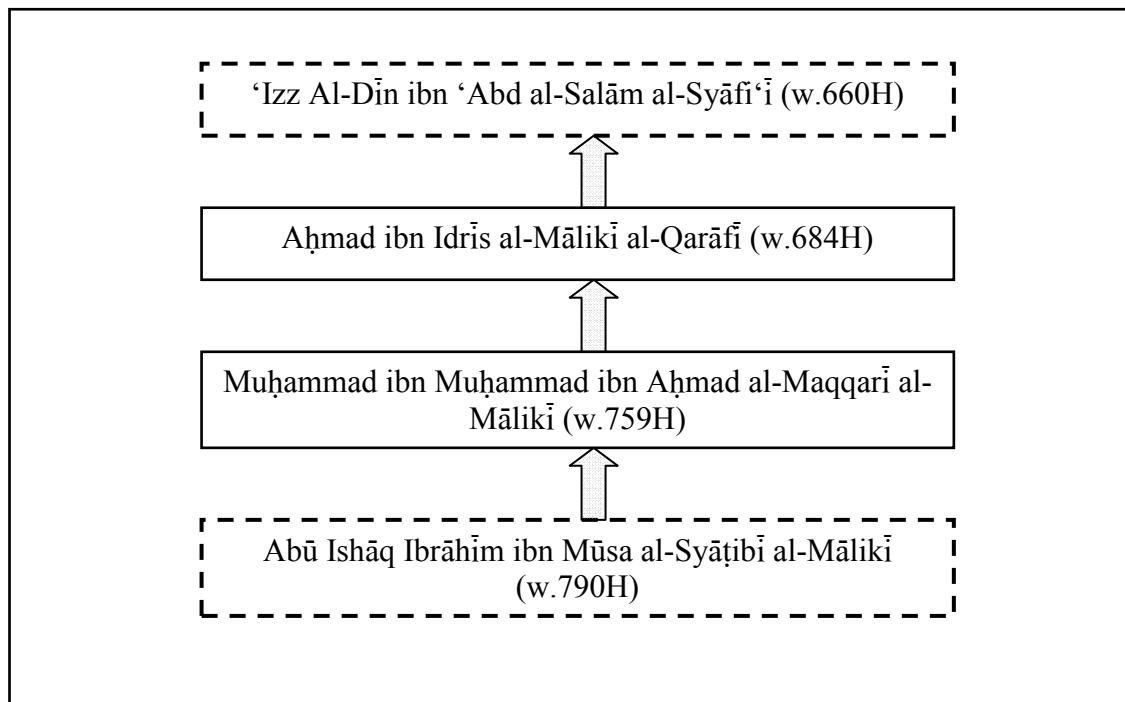 ‘Izz Al-Dīn ibn ‘Abd al-Salām al-Syāfi‘ī (w.660H)
Aḥmad ibn Idrīs al-Mālikī al-Qarāfī (w.684H)
Muḥammad ibn Muḥammad ibn Aḥmad al-Maqqarī al-
Mālikī (w.759H)
Abū Ishāq Ibrāhīm ibn Mūsa al-Syāṭibī al-Mālikī
(w.790H)